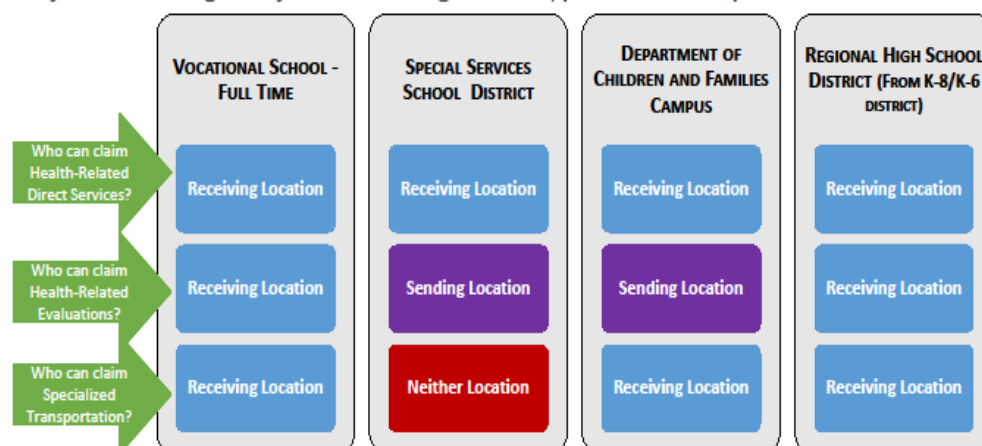 VOCATIONAL SCHOOL -
FULL TIME
SPECIAL SERVICES
SCHOOL DISTRICT
DEPARTMENT OF
CHILDREN AND FAMILIES
CAMPUS
REGIONAL HIGH SCHOOL
DISTRICT (FROM K-8/K-6
DISTRICT)
Who can claim
Health-Related
Direct Services?
Receiving Location
Receiving Location
Receiving Location
Receiving Location
Who can claim
Health-Related
Evaluations?
Receiving Location
Sending Location
Sending Location
Receiving Location
Who can claim
Specialized
Transportation?
Receiving Location
Neither Location
Receiving Location
Receiving Location